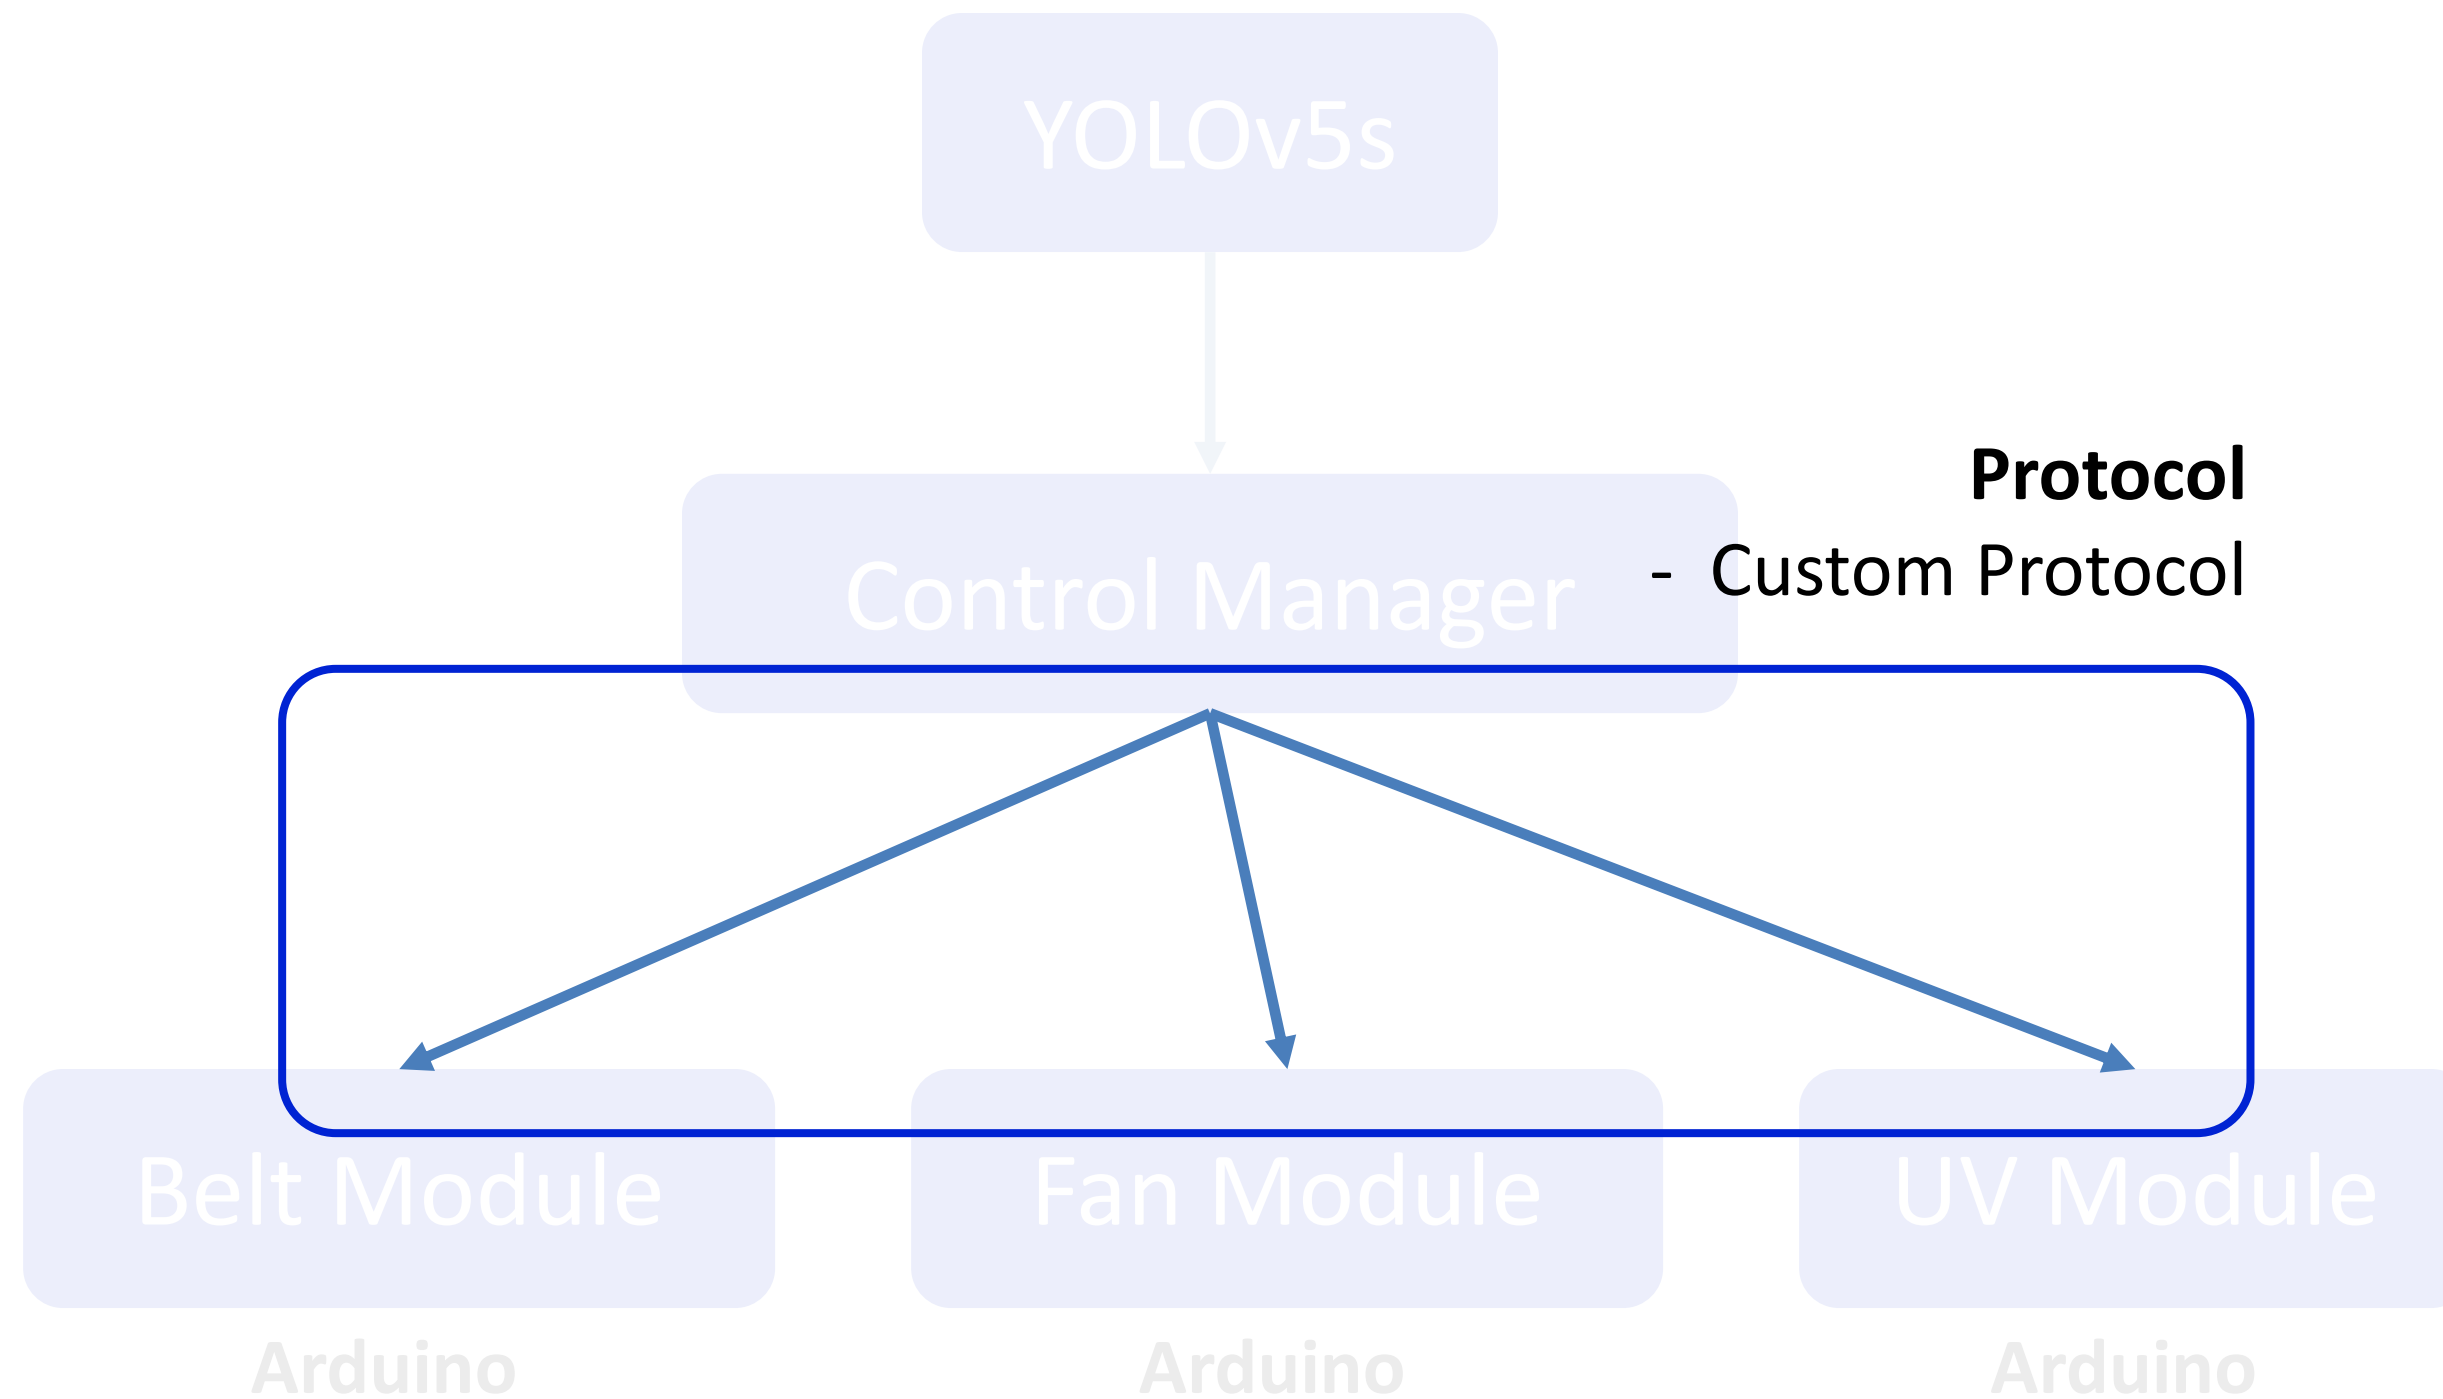 YOLOv5s
Protocol
- Custom Protocol
Control Manager
Belt Module
Fan Module
UV Module
Arduino
Arduino
Arduino